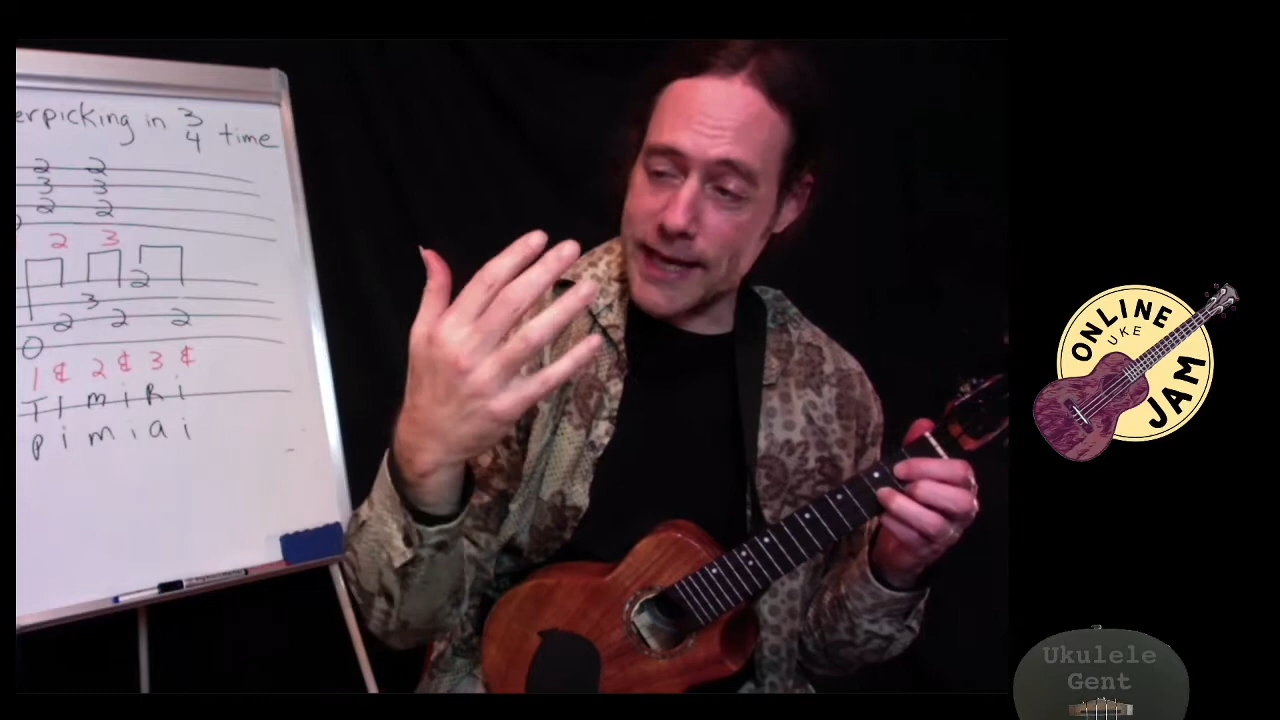 erpicking in 3/4 time
2 2
3 3
2 2
2 3
2
3
2 2 2
0
1 & 2 & 3 &
T i m i R i
p i m i a i
ONLINE
UKE
JAM
Ukulele
Gent